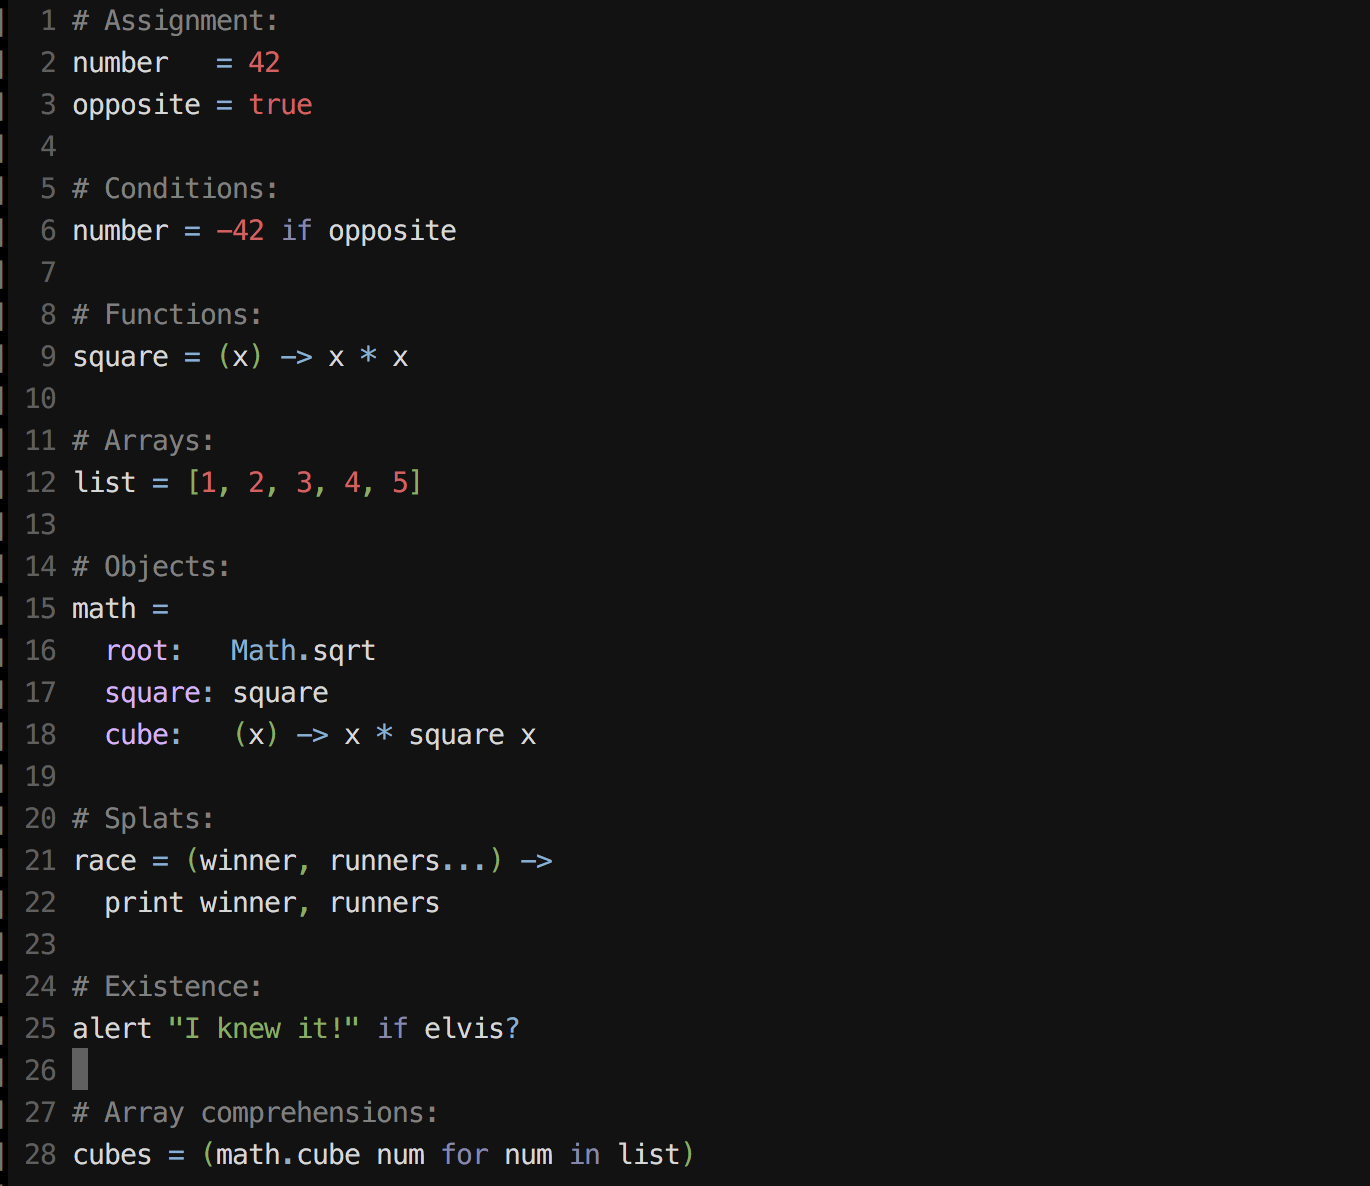 1 # Assignment:
2 number   = 42
3 opposite = true
4
5 # Conditions:
6 number = -42 if opposite
7
8 # Functions:
9 square = (x) -> x * x
10
11 # Arrays:
12 list = [1, 2, 3, 4, 5]
13
14 # Objects:
15 math =
16   root:   Math.sqrt
17   square: square
18   cube:   (x) -> x * square x
19
20 # Splats:
21 race = (winner, runners...) ->
22   print winner, runners
23
24 # Existence:
25 alert "I knew it!" if elvis?
26
27 # Array comprehensions:
28 cubes = (math.cube num for num in list)